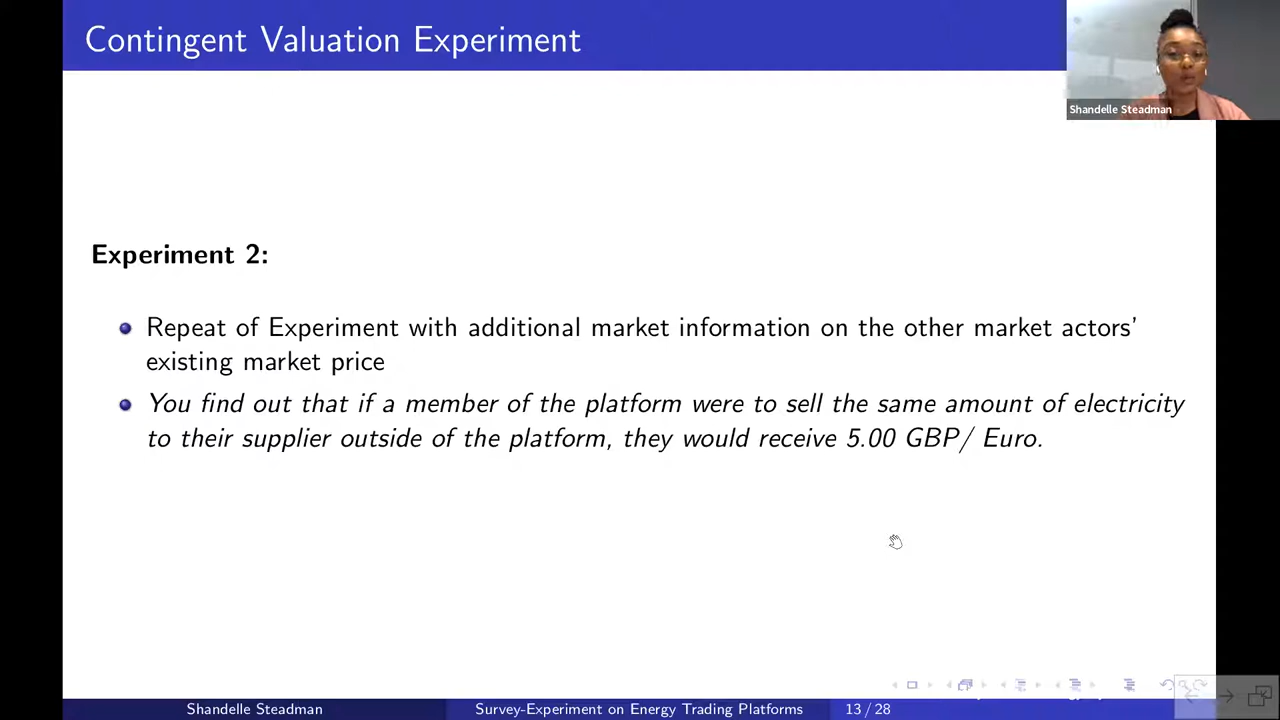 Contingent Valuation Experiment
Shandelle Steadman
Experiment 2:
Repeat of Experiment with additional market information on the other market actors'
existing market price
You find out that if a member of the platform were to sell the same amount of electricity
to their supplier outside of the platform, they would receive 5.00 GBP/ Euro.
Shandelle Steadman
Survey-Experiment on Energy Trading Platforms
13 / 28